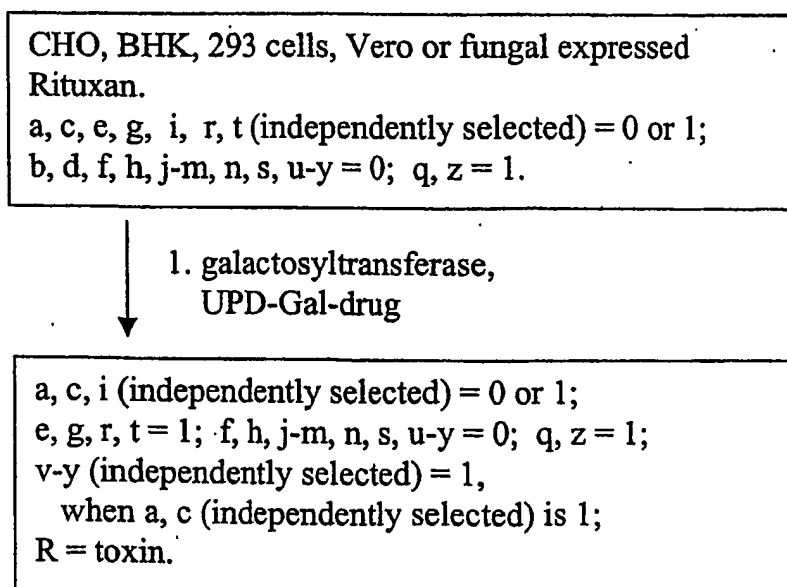 CHO, BHK, 293 cells, Vero or fungal expressed
Rituxan.
a, c, e, g, i, r, t (independently selected) = 0 or 1;
b, d, f, h, j-m, n, s, u-y = 0; q, z = 1.
1. galactosyltransferase,
UPD-Gal-drug
a, c, i (independently selected) = 0 or 1;
e, g, r, t = 1; f, h, j-m, n, s, u-y = 0; q, z = 1;
v-y (independently selected) = 1,
when a, c (independently selected) is 1;
R = toxin.